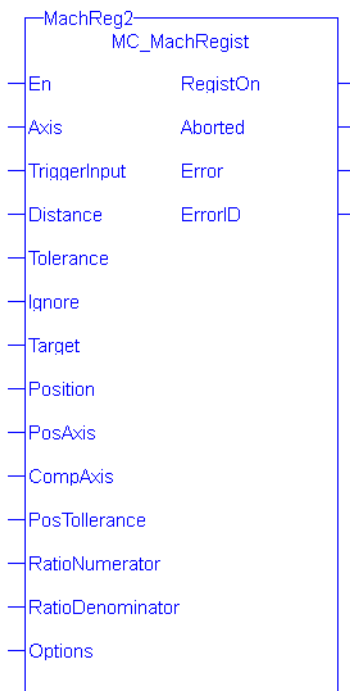 MachReg2
MC_MachRegist
En RegistOn
Axis Aborted
TriggerInput Error
Distance ErrorID
Tolerance
Ignore
Target
Position
PosAxis
CompAxis
PosTollerance
RatioNumerator
RatioDenominator
Options